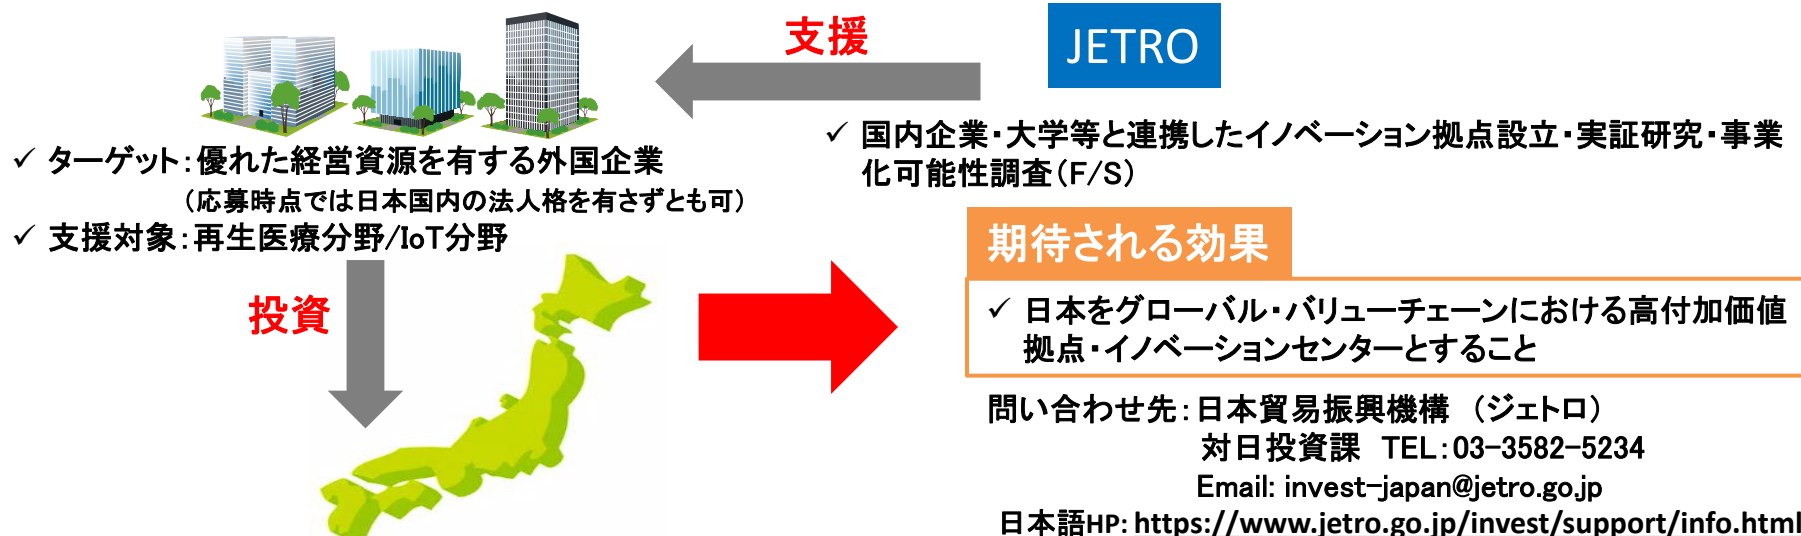 支援
JETRO
✓ ターゲット:優れた経営資源を有する外国企業
(応募時点では日本国内の法人格を有さずとも可)
✓ 支援対象:再生医療分野/IoT分野
✓ 国内企業・大学等と連携したイノベーション拠点設立・実証研究・事業
化可能性調査(F/S)
投資
期待される効果
✓ 日本をグローバル・バリューチェーンにおける高付加価値
拠点・イノベーションセンターとすること
問い合わせ先:日本貿易振興機構 (ジェトロ)
対日投資課 TEL:03-3582-5234
Email: invest-japan@jetro.go.jp
日本語HP: https://www.jetro.go.jp/invest/support/info.html